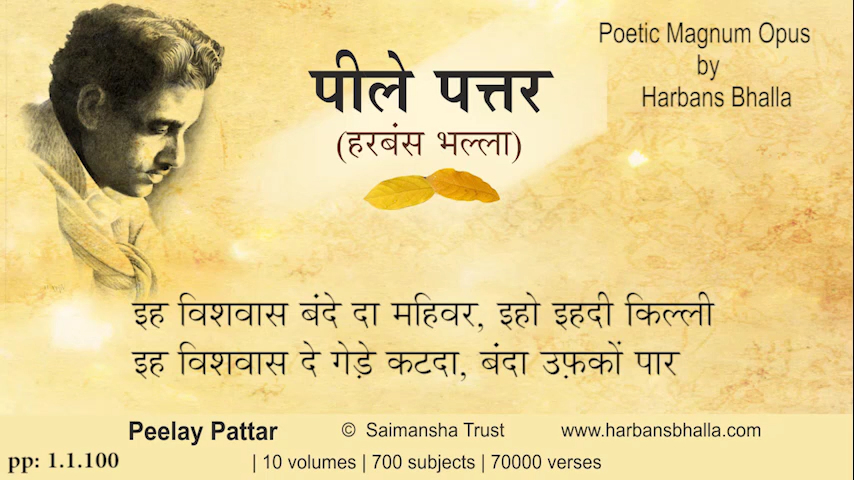 पीले पत्तर
(हरबंस भल्ला)
Poetic Magnum Opus
by
Harbans Bhalla
इह विशवास बंदे दा महिवर, इहो इहदी किल्ली
इह विशवास दे गेड़े कटदा, बंदा उफ़कों पार
Peelay Pattar © Saimansha Trust www.harbansbhalla.com
pp: 1.1.100 | 10 volumes | 700 subjects | 70000 verses